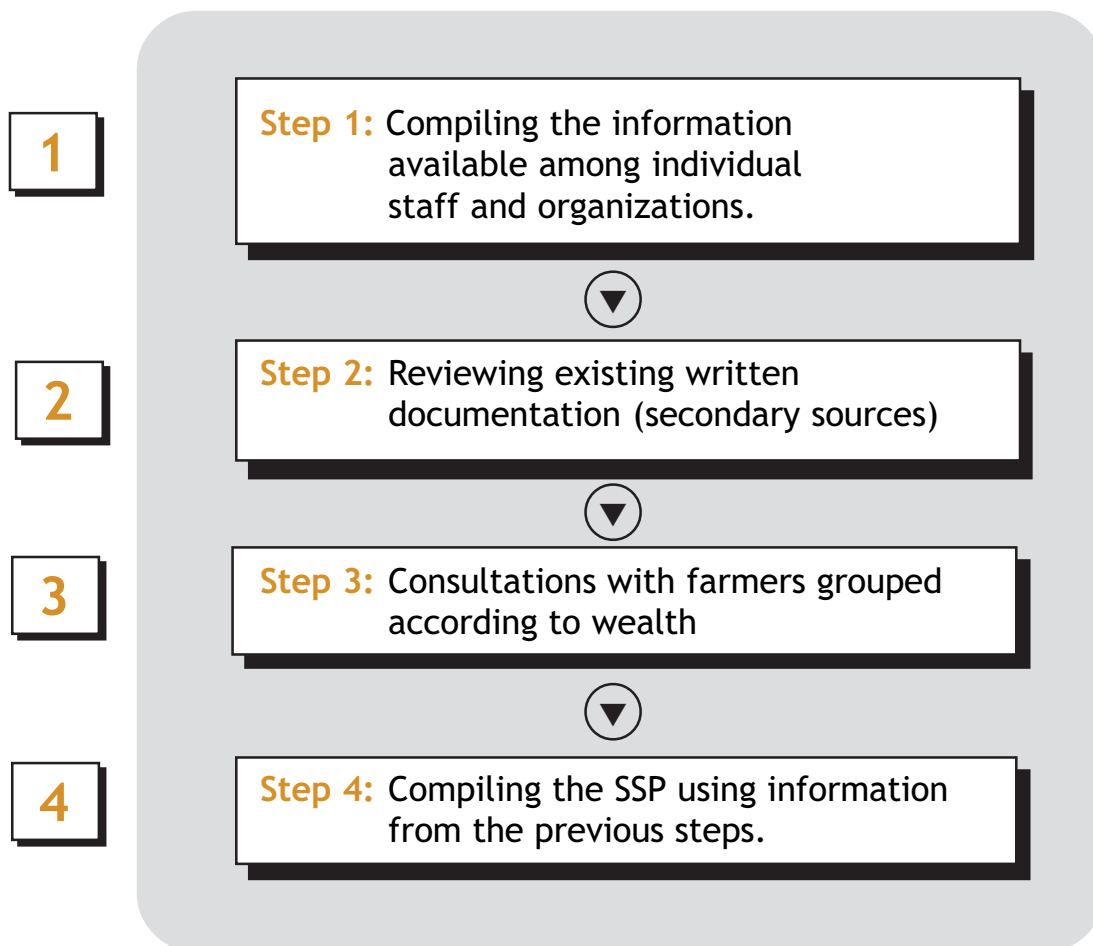 1
Step 1: Compiling the information
available among individual
staff and organizations.
2
Step 2: Reviewing existing written
documentation (secondary sources)
3
Step 3: Consultations with farmers grouped
according to wealth
4
Step 4: Compiling the SSP using information
from the previous steps.